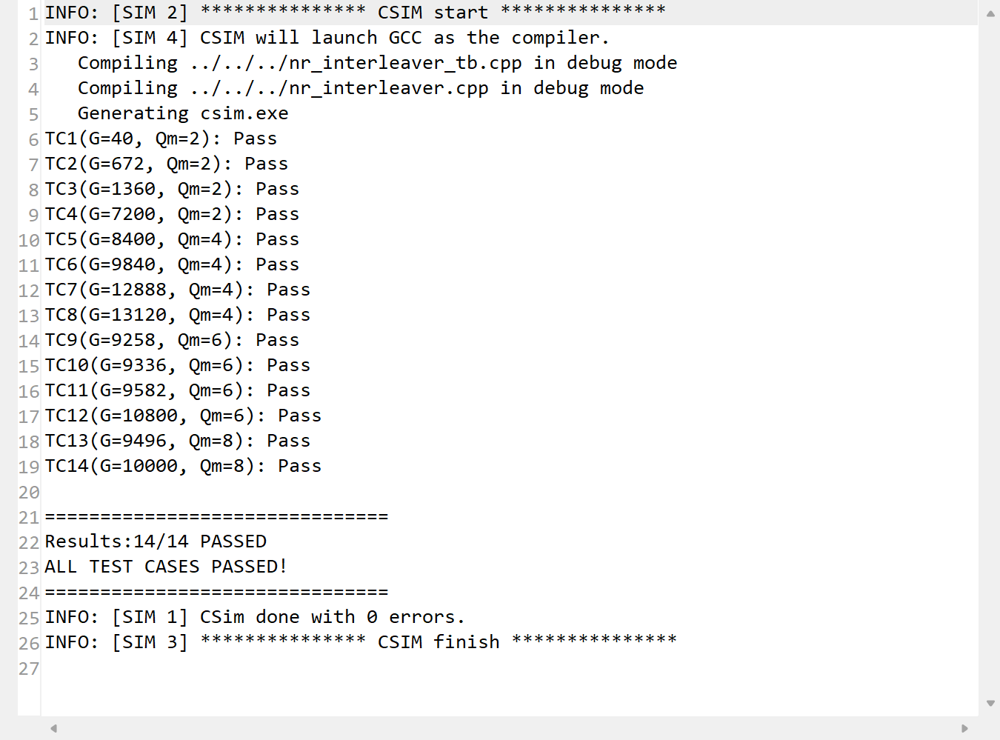 1 INFO: [SIM 2] *************** CSIM start ***************
2 INFO: [SIM 4] CSIM will launch GCC as the compiler.
3    Compiling ../../../nr_interleaver_tb.cpp in debug mode
4    Compiling ../../../nr_interleaver.cpp in debug mode
5    Generating csim.exe
6 TC1(G=40, Qm=2): Pass
7 TC2(G=672, Qm=2): Pass
8 TC3(G=1360, Qm=2): Pass
9 TC4(G=7200, Qm=2): Pass
10 TC5(G=8400, Qm=4): Pass
11 TC6(G=9840, Qm=4): Pass
12 TC7(G=12888, Qm=4): Pass
13 TC8(G=13120, Qm=4): Pass
14 TC9(G=9258, Qm=6): Pass
15 TC10(G=9336, Qm=6): Pass
16 TC11(G=9582, Qm=6): Pass
17 TC12(G=10800, Qm=6): Pass
18 TC13(G=9496, Qm=8): Pass
19 TC14(G=10000, Qm=8): Pass
20
21 ===============================
22 Results:14/14 PASSED
23 ALL TEST CASES PASSED!
24 ===============================
25 INFO: [SIM 1] CSim done with 0 errors.
26 INFO: [SIM 3] *************** CSIM finish ***************
27